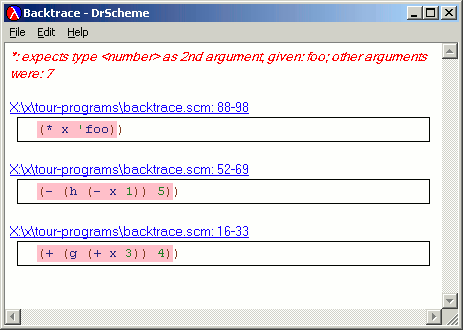 Backtrace - DrScheme
File Edit Help
*: expects type <number> as 2nd argument, given: foo; other arguments
were: 7
X:\x\tour-programs\backtrace.scm: 88-98
(* x 'foo))
X:\x\tour-programs\backtrace.scm: 52-69
(- (h (- x 1)) 5))
X:\x\tour-programs\backtrace.scm: 16-33
(+ (g (+ x 3)) 4))